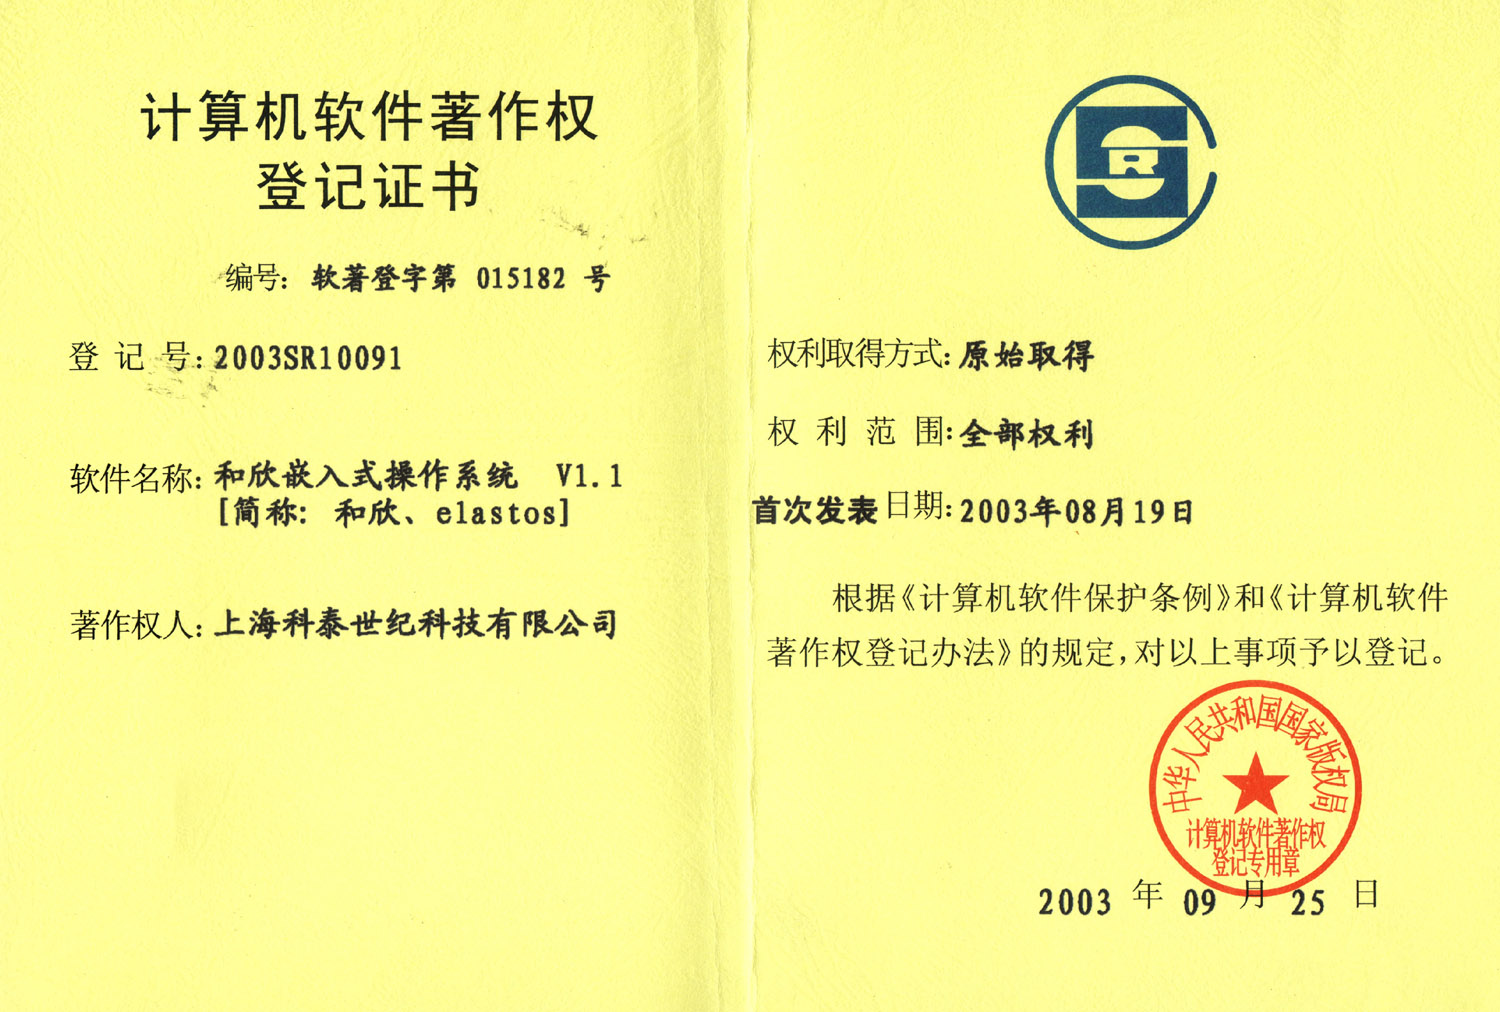 计算机软件著作权
登记证书
编号： 软著登字第 015182 号
登 记 号：2003SR10091
软件名称：和欣嵌入式操作系统 V1.1
[简称: 和欣、elastos]
著作权人：上海科泰世纪科技有限公司
SR
权利取得方式：原始取得
权 利 范 围：全部权利
首次发表日期：2003年08月19日
根据《计算机软件保护条例》和《计算机软件
著作权登记办法》的规定，对以上事项予以登记。
中华人民共和国国家版权局
计算机软件著作权
登记专用章
2003 年 09 月 25 日